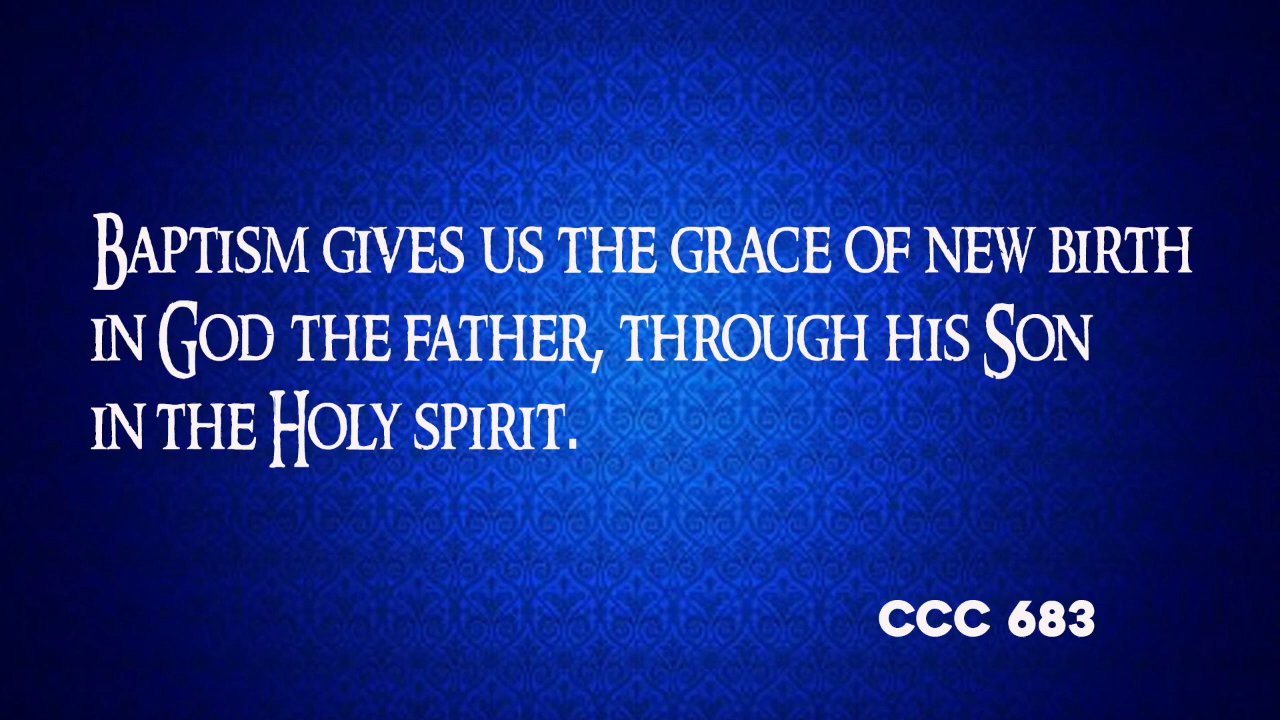 Baptism gives us the grace of new birth
in God the father, through his Son
in the Holy spirit.
CCC 683